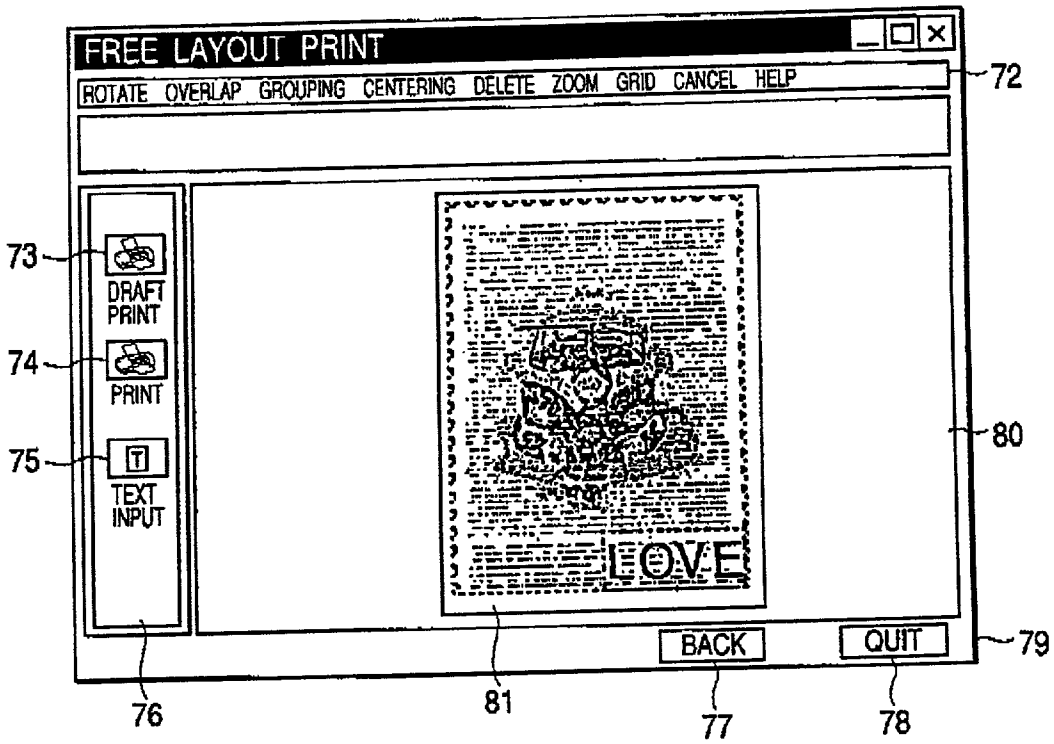 FREE LAYOUT PRINT
ROTATE OVERLAP GROUPING CENTERING DELETE ZOOM GRID CANCEL HELP
72
73
DRAFT
PRINT
74
PRINT
75
T
TEXT
INPUT
80
LOVE
BACK
QUIT
79
76
81
77
78